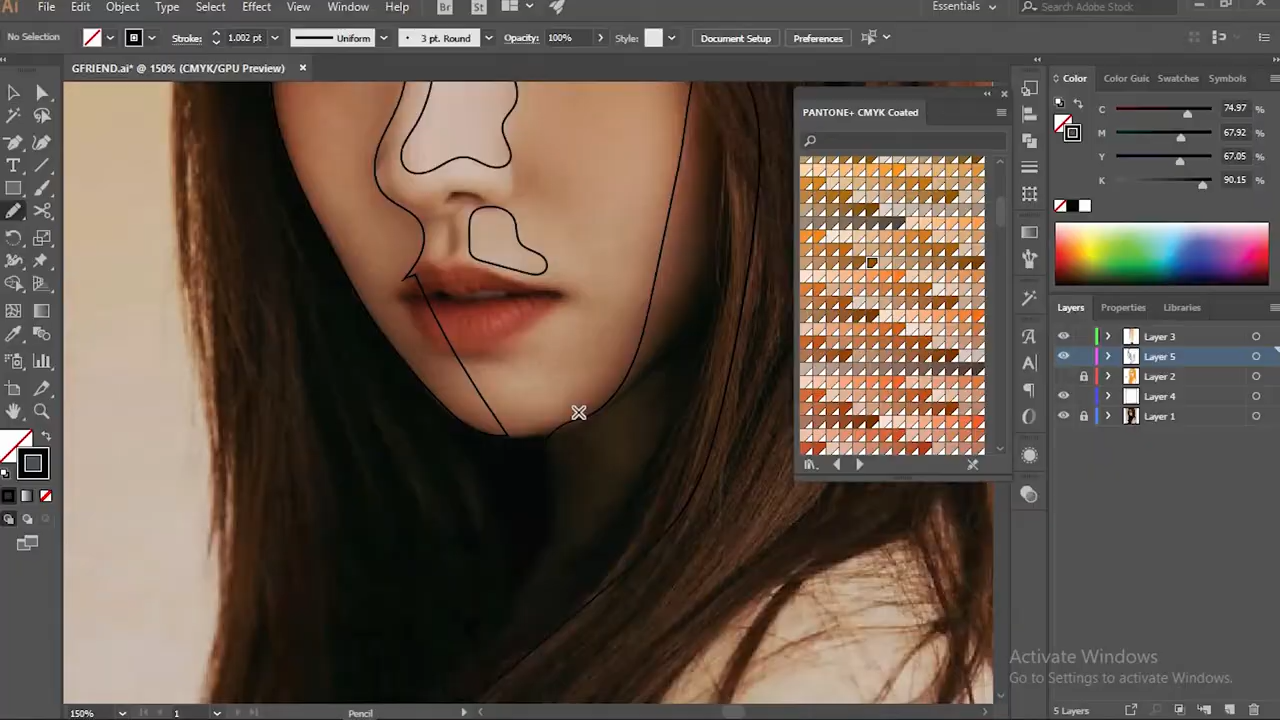 Ai File Edit Object Type Select Effect View Window Help Br St Essentials Search Adobe Stock
No Selection Stroke: 1.002 pt Uniform 3 pt. Round Opacity: 100% Style: Document Setup Preferences
GFRIEND.ai* @ 150% (CMYK/GPU Preview)
Color Color Guic Swatches Symbols
PANTONE+ CMYK Coated
C 74.97 %
M 67.92 %
Y 67.05 %
K 90.15 %
Layers Properties Libraries
Layer 3
Layer 5
Layer 2
Layer 4
Layer 1
Activate Windows
Go to Settings to activate Windows.
150% 1 Pencil 5 Layers